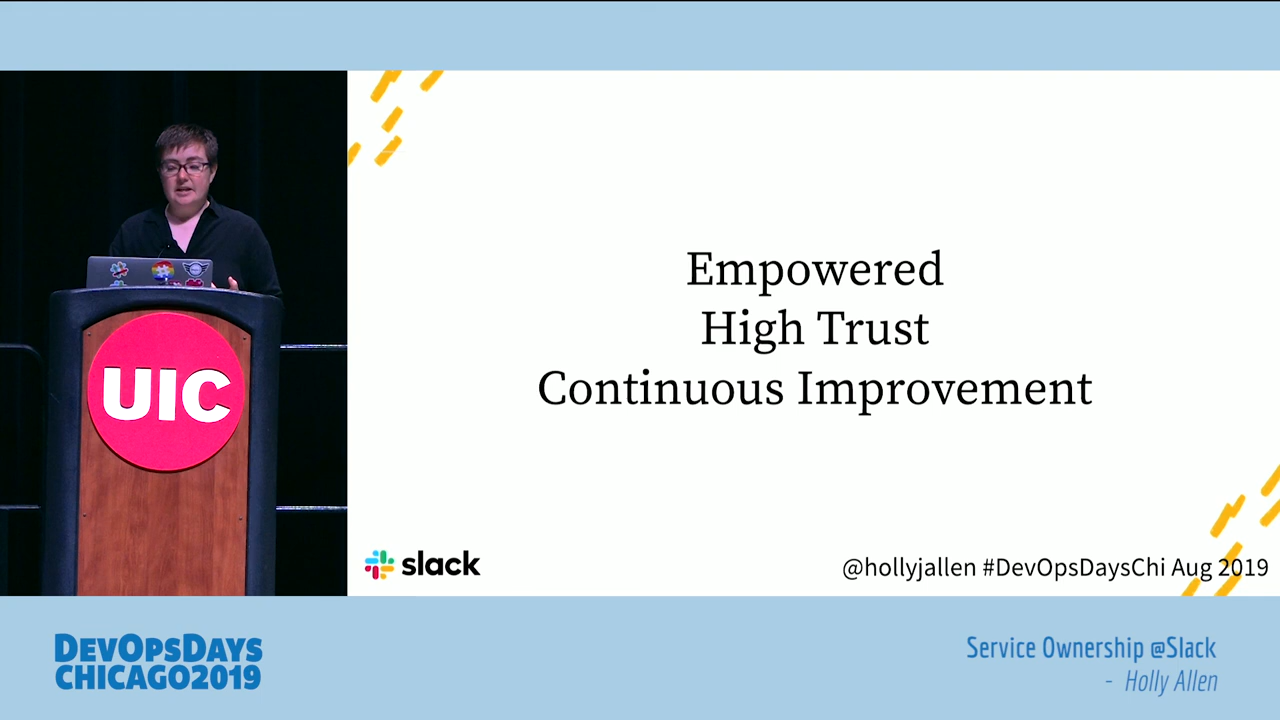 Empowered
High Trust
Continuous Improvement
UIC
slack
@hollyjallen #DevOpsDaysChi Aug 2019
DEVOPSDAYS
CHICAGO2019
Service Ownership @Slack
- Holly Allen